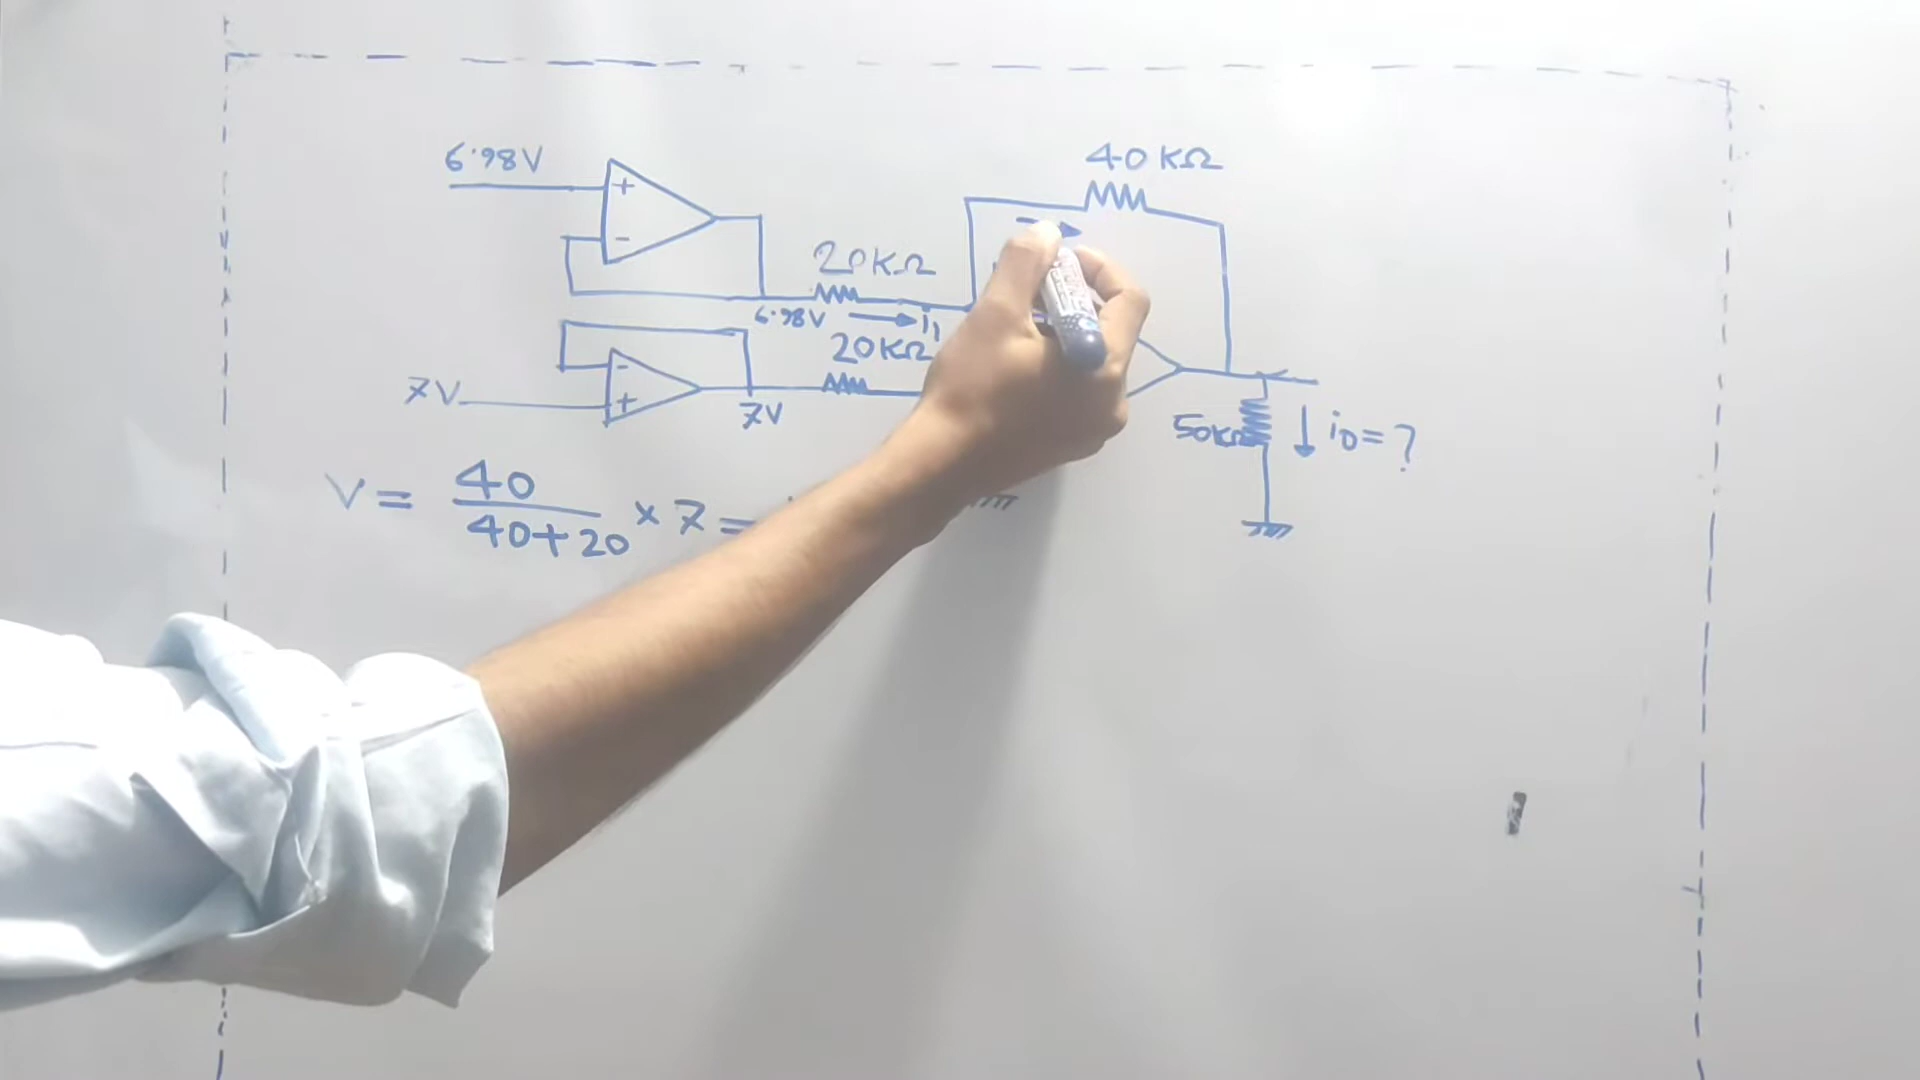 6.98V
+
-
40 KΩ
20KΩ
6.98V
i1
20KΩ
-
+
7V
7V
50KΩ
i0 = ?
V = 40/40+20 × 7 =